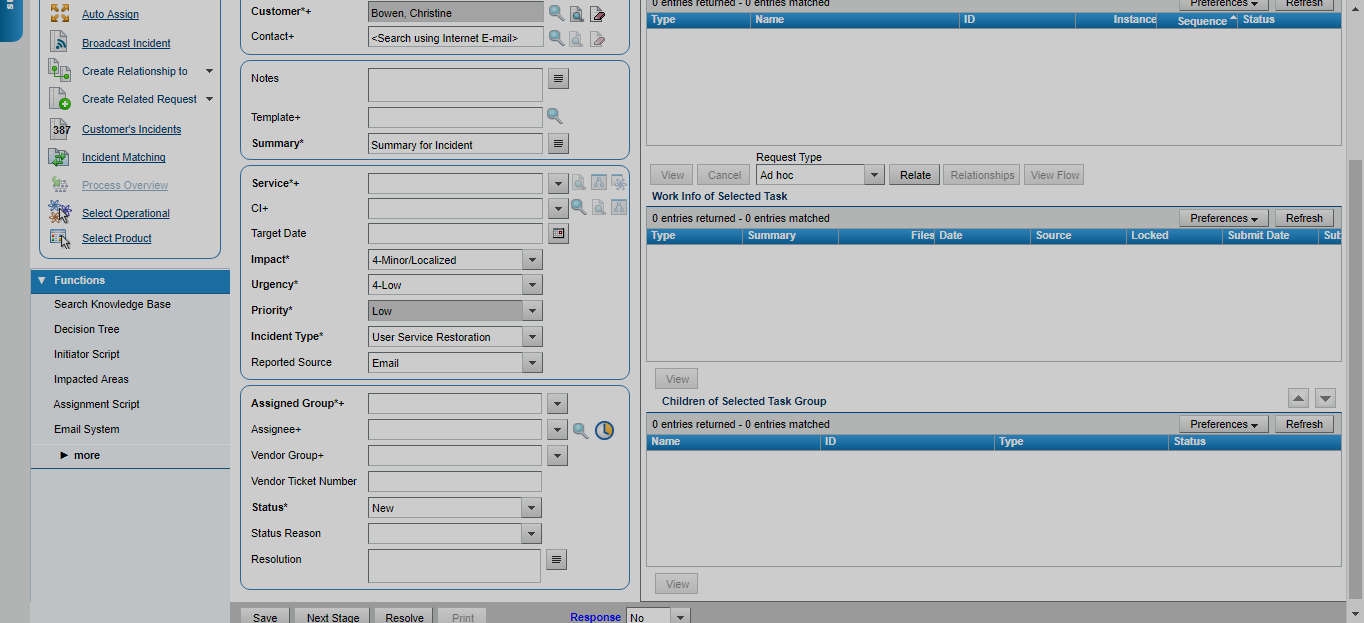 Auto Assign
Broadcast Incident
Create Relationship to
Create Related Request
387 Customer's Incidents
Incident Matching
Process Overview
Select Operational
Select Product
Functions
Search Knowledge Base
Decision Tree
Initiator Script
Impacted Areas
Assignment Script
Email System
more
Customer*+ Bowen, Christine
Contact+ <Search using Internet E-mail>
Notes
Template+
Summary* Summary for Incident
Service*+
CI+
Target Date
Impact* 4-Minor/Localized
Urgency* 4-Low
Priority* Low
Incident Type* User Service Restoration
Reported Source Email
Assigned Group*+
Assignee+
Vendor Group+
Vendor Ticket Number
Status* New
Status Reason
Resolution
0 entries returned - 0 entries matched Preferences Refresh
Type Name ID Instance Sequence Status
Request Type
View Cancel Ad hoc Relate Relationships View Flow
Work Info of Selected Task
0 entries returned - 0 entries matched Preferences Refresh
Type Summary Files Date Source Locked Submit Date Sub
View
Children of Selected Task Group
0 entries returned - 0 entries matched Preferences Refresh
Name ID Type Status
View
Save Next Stage Resolve Print Response No